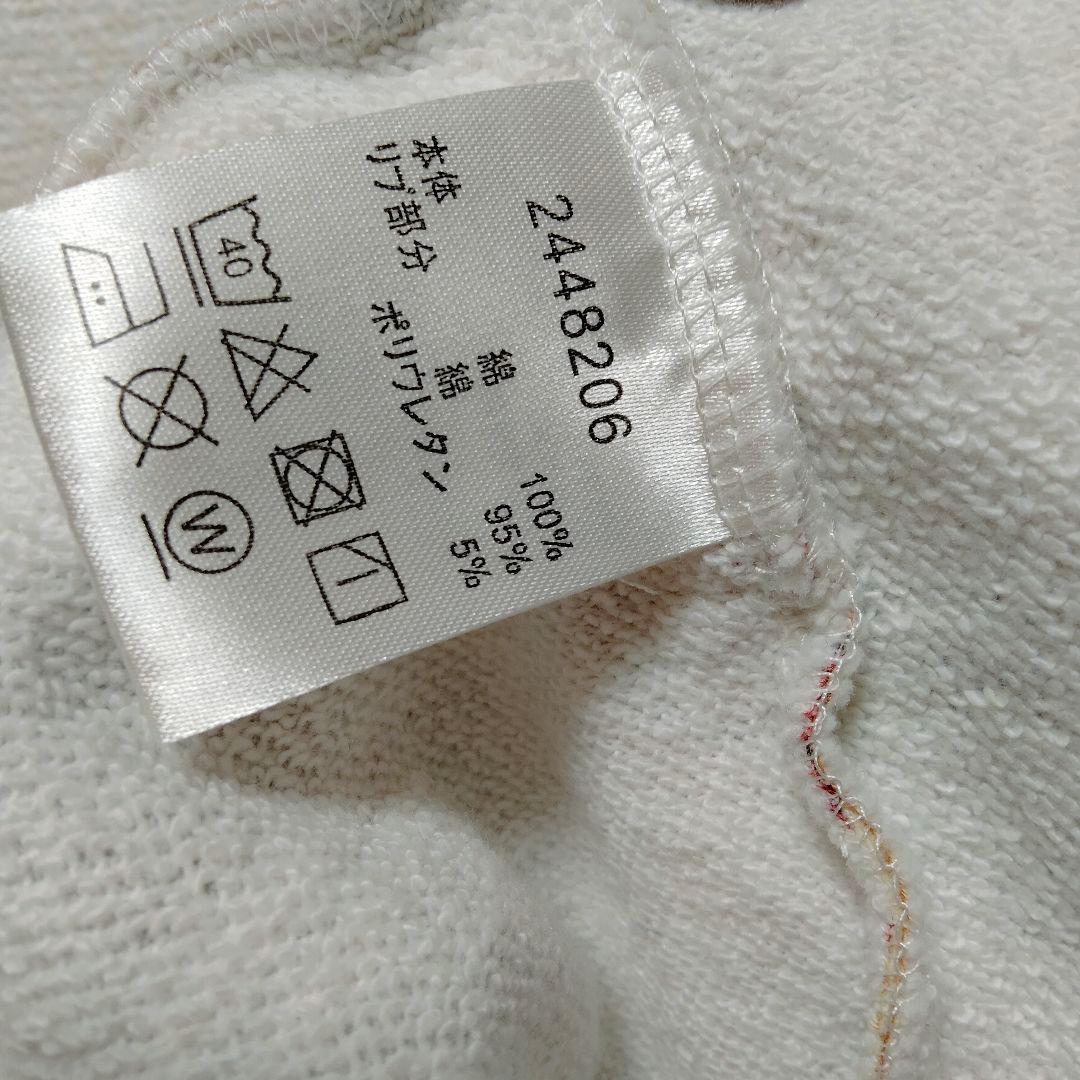 2448206
本体 綿 100%
リブ部分 綿 95%
ポリウレタン 5%
40
W